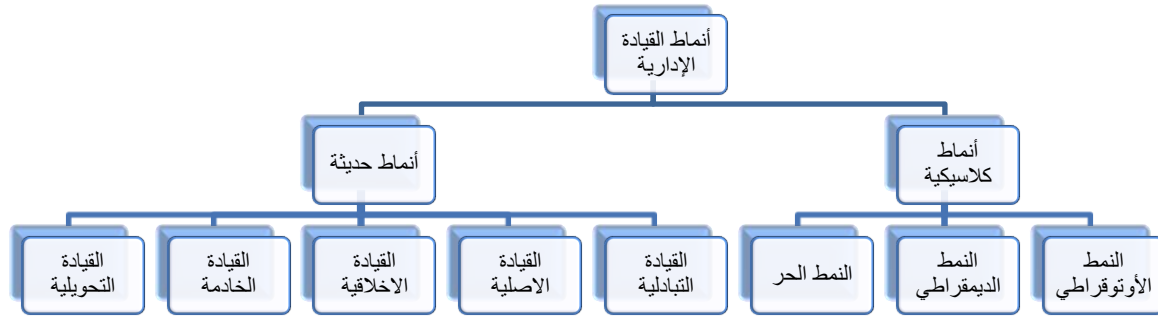 أنماط القيادة
الإدارية
أنماط
كلاسيكية
أنماط حديثة
النمط
الأوتوقراطي
النمط
الديمقراطي
النمط الحر
القيادة
التبادلية
القيادة
الاصلية
القيادة
الاخلاقية
القيادة
الخادمة
القيادة
التحويلية